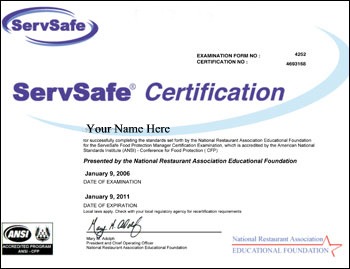 ServSafe
EXAMINATION FORM NO : 4252
CERTIFICATION NO : 4693168
ServSafe® Certification
Your Name Here
for successfully completing the standards set forth by the National Restaurant Association Educational Foundation
for the ServSafe Food Protection Manager Certification Examination, which is accredited by the American National
Standards Institute (ANSI) - Conference for Food Protection ( CFP)
Presented by the National Restaurant Association Educational Foundation
January 9, 2006
DATE OF EXAMINATION
January 9, 2011
DATE OF EXPIRATION
Local laws apply. Check with your local regulatory agency for recertification requirements
Mary M. Adolph
Mary M. Adolph
President and Chief Operating Officer
National Restaurant Association Educational Foundation
ANSI
ACCREDITED PROGRAM
ANSI - CFP
National Restaurant Association
EDUCATIONAL FOUNDATION